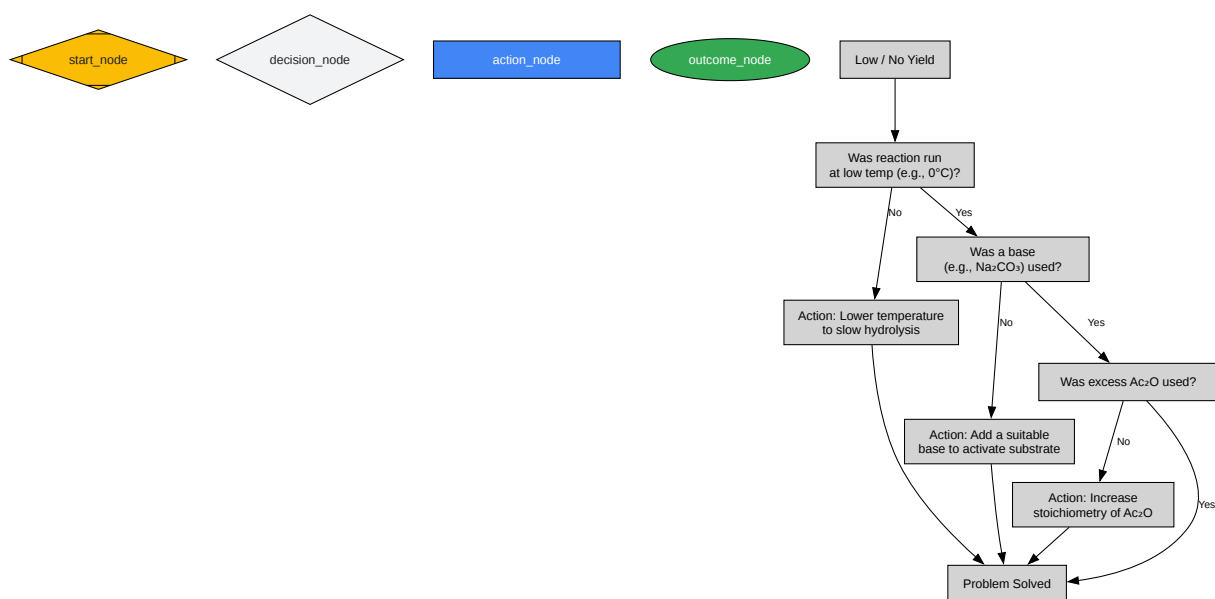 start_node
decision_node
action_node
outcome_node
Low / No Yield
Was reaction run
at low temp (e.g., 0°C)?
No
Yes
Was a base
(e.g., Na₂CO₃) used?
Action: Lower temperature
to slow hydrolysis
No
Yes
Was excess Ac₂O used?
Action: Add a suitable
base to activate substrate
No
Action: Increase
stoichiometry of Ac₂O
Yes
Problem Solved